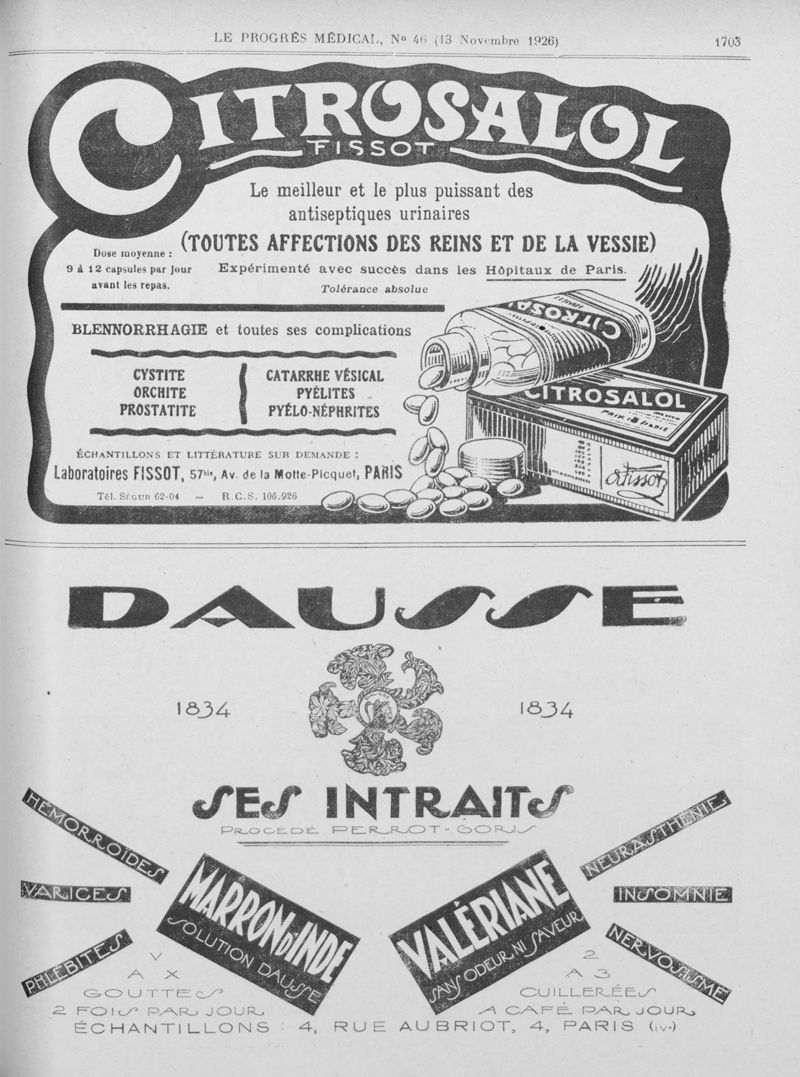 LE PROGRÈS MÉDICAL, Nº 46 (13 Novembre 1926) 1703
CITROSALOL
FISSOT
Le meilleur et le plus puissant des
antiseptiques urinaires
(TOUTES AFFECTIONS DES REINS ET DE LA VESSIE)
Dose moyenne :
9 à 12 capsules par Jour
avant les repas.
Expérimenté avec succès dans les Hôpitaux de Paris.
Tolérance absolue
BLENNORRHAGIE et toutes ses complications
CYSTITE
ORCHITE
PROSTATITE
CATARRHE VÉSICAL
PYÉLITES
PYÉLO-NÉPHRITES
CITROSALOL
CITROSALOL
PARIS
Fissot
ÉCHANTILLONS ET LITTÉRATURE SUR DEMANDE :
Laboratoires FISSOT, 57bis, Av. de la Motte-Picquet, PARIS
Tél. Ségur 62-04 — R.C.S. 106.926
DAUSSE
1834 1834
SES INTRAITS
PROCÉDÉ PERROT-GORIS
HÉMORROÏDES
VARICES
PHLÉBITES
MARRON D'INDE
SOLUTION DAUSSE
VALÉRIANE
SANS ODEUR NI SAVEUR
NEURASTHÉNIE
INSOMNIE
NERVOSISME
V
A X
GOUTTES
2 FOIS PAR JOUR
2
A 3
CUILLERÉES
A CAFÉ PAR JOUR
ÉCHANTILLONS : 4, RUE AUBRIOT, 4, PARIS (IV·)